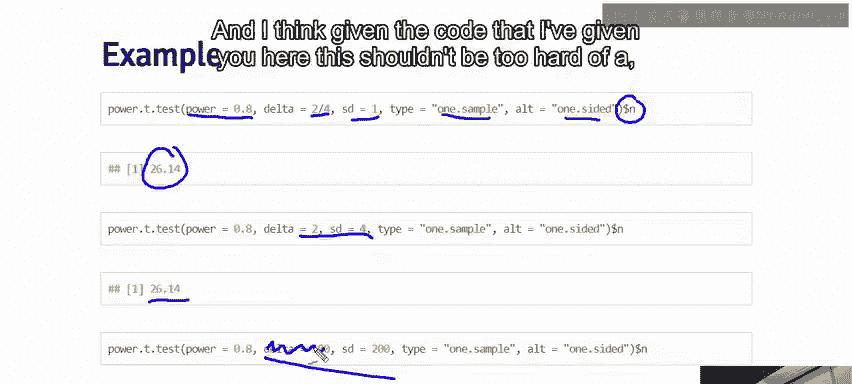 And I think given the code that I've given
you here this shouldn't be too hard of a,
Example
power.t.test(power = 0.8, delta = 2/4, sd = 1, type = "one.sample", alt = "one.sided")$n
## [1] 26.14
power.t.test(power = 0.8, delta = 2, sd = 4, type = "one.sample", alt = "one.sided")$n
## [1] 26.14
power.t.test(power = 0.8, sd = 200, type = "one.sample", alt = "one.sided")$n